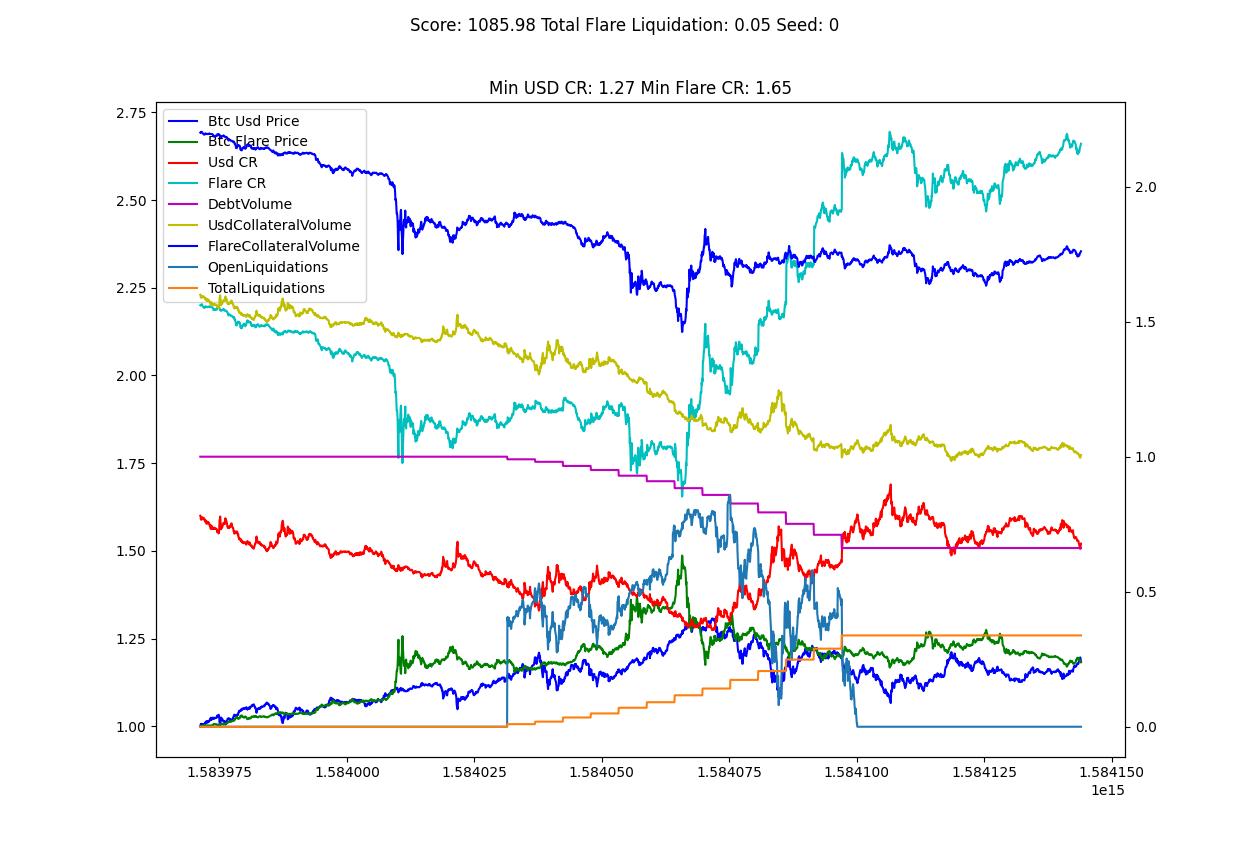 Score: 1085.98 Total Flare Liquidation: 0.05 Seed: 0
Min USD CR: 1.27 Min Flare CR: 1.65
2.75
2.50
2.25
2.00
1.75
1.50
1.25
1.00
Btc Usd Price
Btc Flare Price
Usd CR
Flare CR
DebtVolume
UsdCollateralVolume
FlareCollateralVolume
OpenLiquidations
TotalLiquidations
2.0
1.5
1.0
0.5
0.0
1.583975 1.584000 1.584025 1.584050 1.584075 1.584100 1.584125 1.584150
1e15